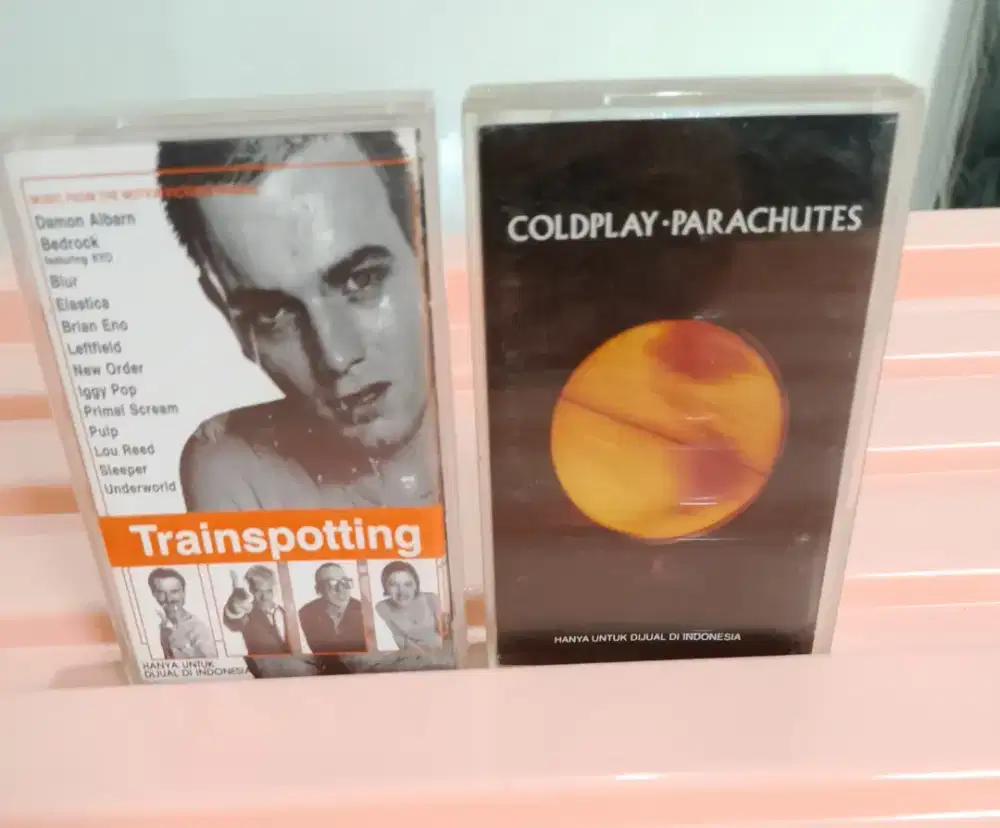 MUSIC FROM THE MOTION PICTURE
Damon Albarn
Bedrock
featuring KYO
Blur
Elastica
Brian Eno
Leftfield
New Order
Iggy Pop
Primal Scream
Pulp
Lou Reed
Sleeper
Underworld
Trainspotting
HANYA UNTUK
DIJUAL DI INDONESIA
COLDPLAY·PARACHUTES
HANYA UNTUK DIJUAL DI INDONESIA